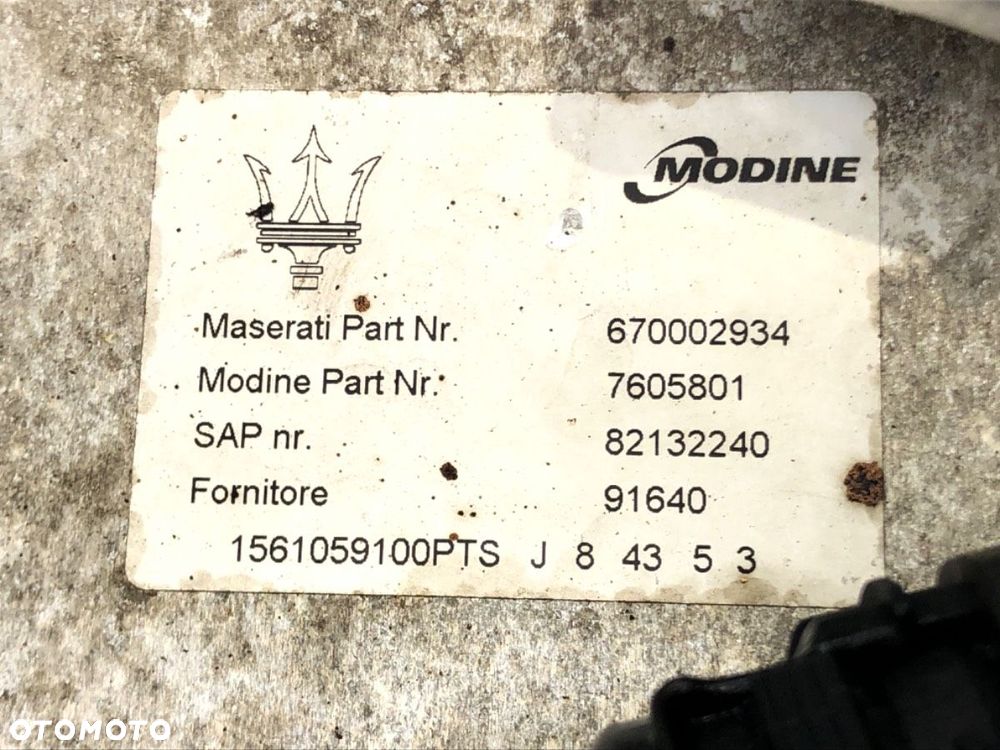 MODINE
Maserati Part Nr. 670002934
Modine Part Nr. 7605801
SAP nr. 82132240
Fornitore 91640
1561059100PTS J 8 43 5 3
OTOMOTO